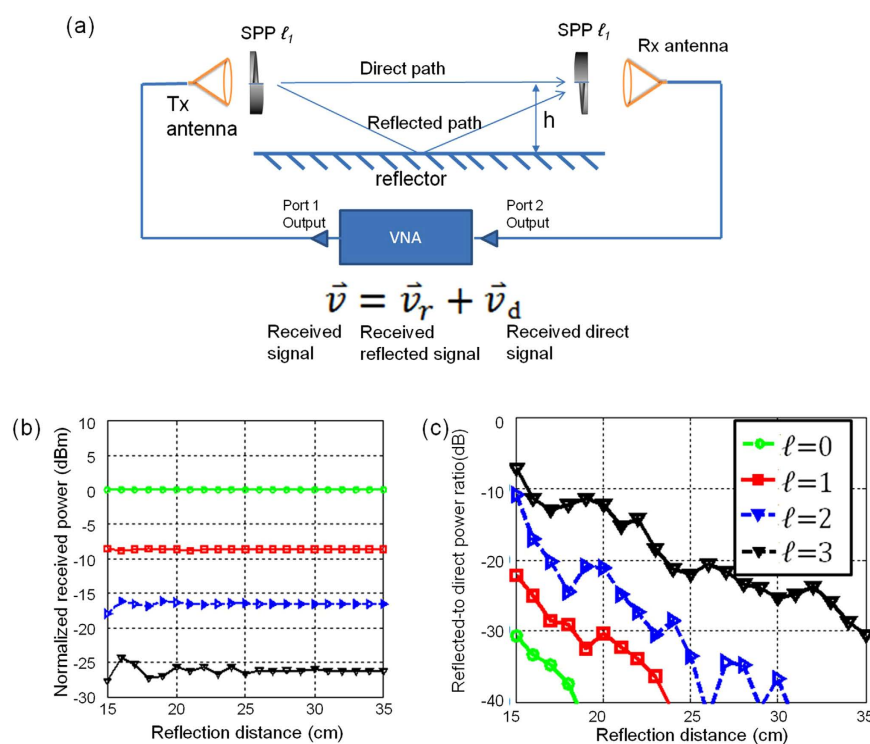 (a)
SPP ℓ₁
SPP ℓ₁
Rx antenna
Direct path
Tx
antenna
Reflected path
h
reflector
Port 1
Output
VNA
Port 2
Output
v⃗ = v⃗ᵣ + v⃗d
Received
signal
Received
reflected signal
Received direct
signal
(b)
Normalized received power (dBm)
10
5
0
-5
-10
-15
-20
-25
-30
15
20
25
30
35
Reflection distance (cm)
(c)
Reflected-to direct power ratio(dB)
0
-10
-20
-30
-40
15
20
25
30
35
Reflection distance (cm)
ℓ=0
ℓ=1
ℓ=2
ℓ=3